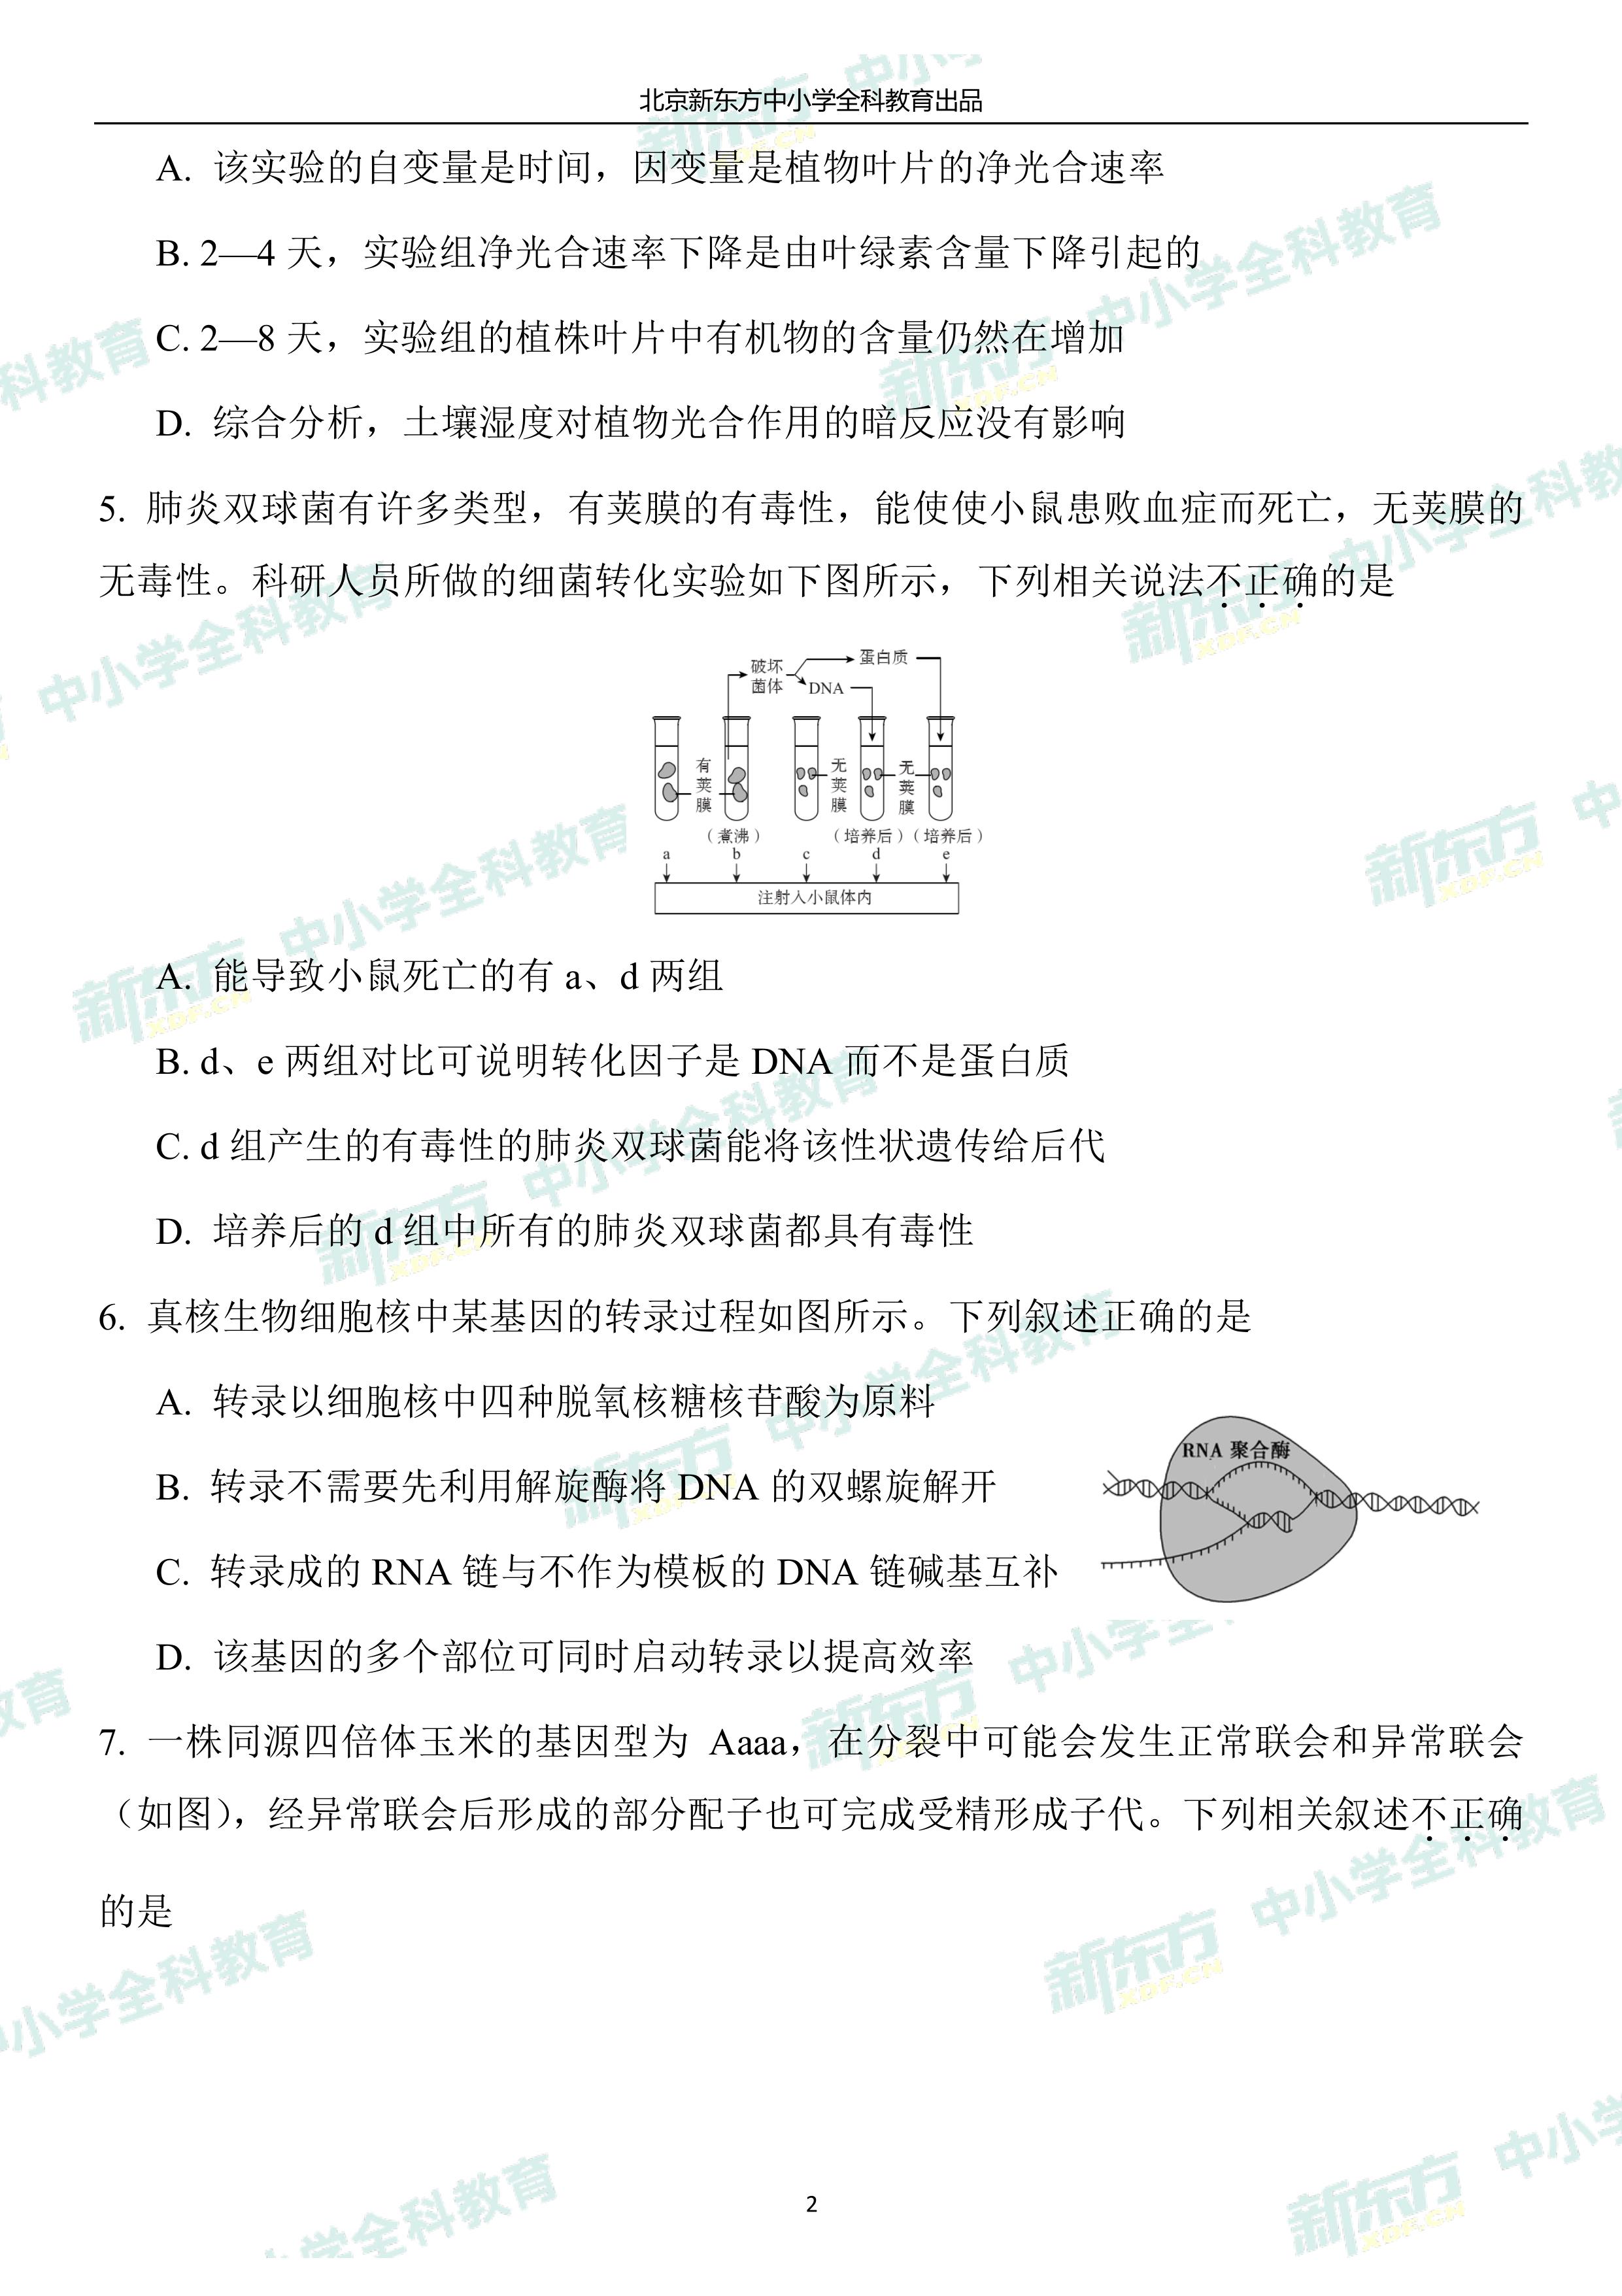 北京新东方中小学全科教育出品
A. 该实验的自变量是时间，因变量是植物叶片的净光合速率
B. 2—4 天，实验组净光合速率下降是由叶绿素含量下降引起的
C. 2—8 天，实验组的植株叶片中有机物的含量仍然在增加
D. 综合分析，土壤湿度对植物光合作用的暗反应没有影响
5. 肺炎双球菌有许多类型，有荚膜的有毒性，能使使小鼠患败血症而死亡，无荚膜的
无毒性。科研人员所做的细菌转化实验如下图所示，下列相关说法不正确的是
破坏
菌体
蛋白质
DNA
有荚膜
无荚膜
无荚膜
（煮沸）
（培养后）
（培养后）
a b c d e
注射入小鼠体内
A. 能导致小鼠死亡的有 a、d 两组
B. d、e 两组对比可说明转化因子是 DNA 而不是蛋白质
C. d 组产生的有毒性的肺炎双球菌能将该性状遗传给后代
D. 培养后的 d 组中所有的肺炎双球菌都具有毒性
6. 真核生物细胞核中某基因的转录过程如图所示。下列叙述正确的是
A. 转录以细胞核中四种脱氧核糖核苷酸为原料
RNA 聚合酶
B. 转录不需要先利用解旋酶将 DNA 的双螺旋解开
C. 转录成的 RNA 链与不作为模板的 DNA 链碱基互补
D. 该基因的多个部位可同时启动转录以提高效率
7. 一株同源四倍体玉米的基因型为 Aaaa，在分裂中可能会发生正常联会和异常联会
（如图），经异常联会后形成的部分配子也可完成受精形成子代。下列相关叙述不正确
的是
2
新东方 XDF.CN 中小学全科教育